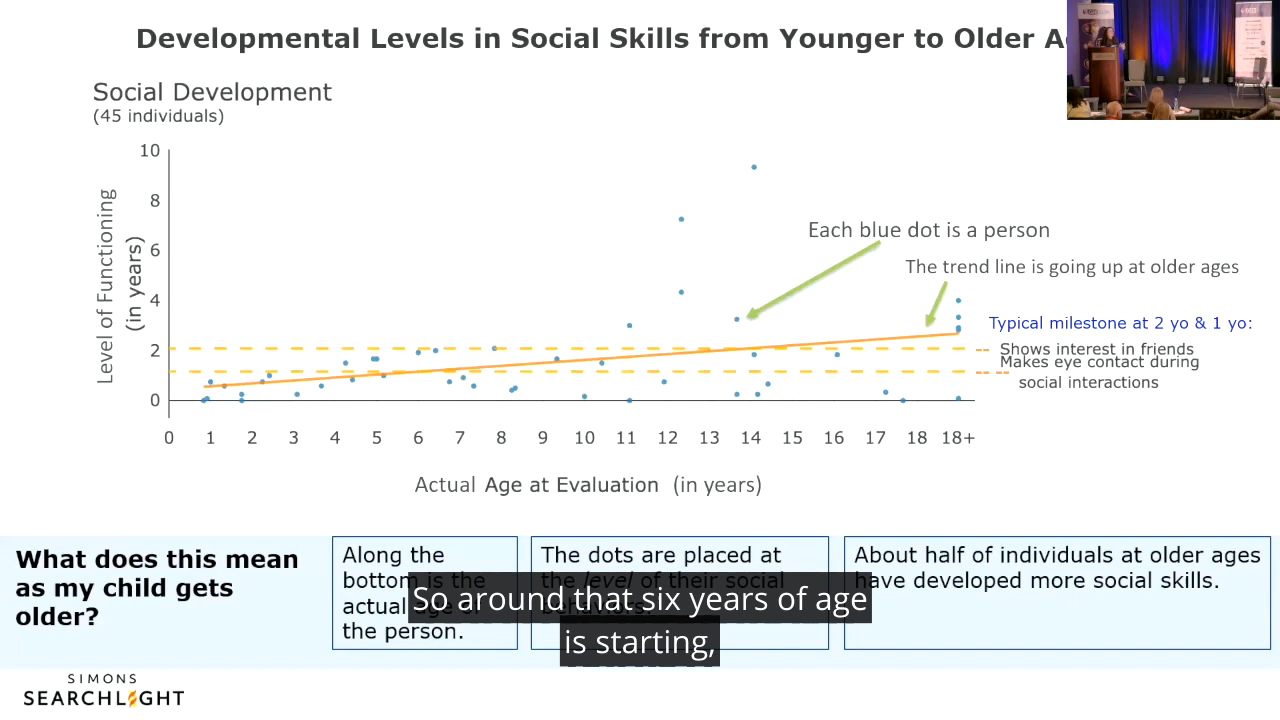 Developmental Levels in Social Skills from Younger to Older A
Social Development
(45 individuals)
Level of Functioning
(in years)
10
8
6
4
2
0
Each blue dot is a person
The trend line is going up at older ages
Typical milestone at 2 yo & 1 yo:
Shows interest in friends
Makes eye contact during
social interactions
0 1 2 3 4 5 6 7 8 9 10 11 12 13 14 15 16 17 18 18+
Actual Age at Evaluation (in years)
What does this mean
as my child gets
older?
Along the
bottom is the
actual age of
the person.
The dots are placed at
the level of their social
behaviors.
About half of individuals at older ages
have developed more social skills.
So around that six years of age
is starting,
SIMONS
SEARCHLIGHT